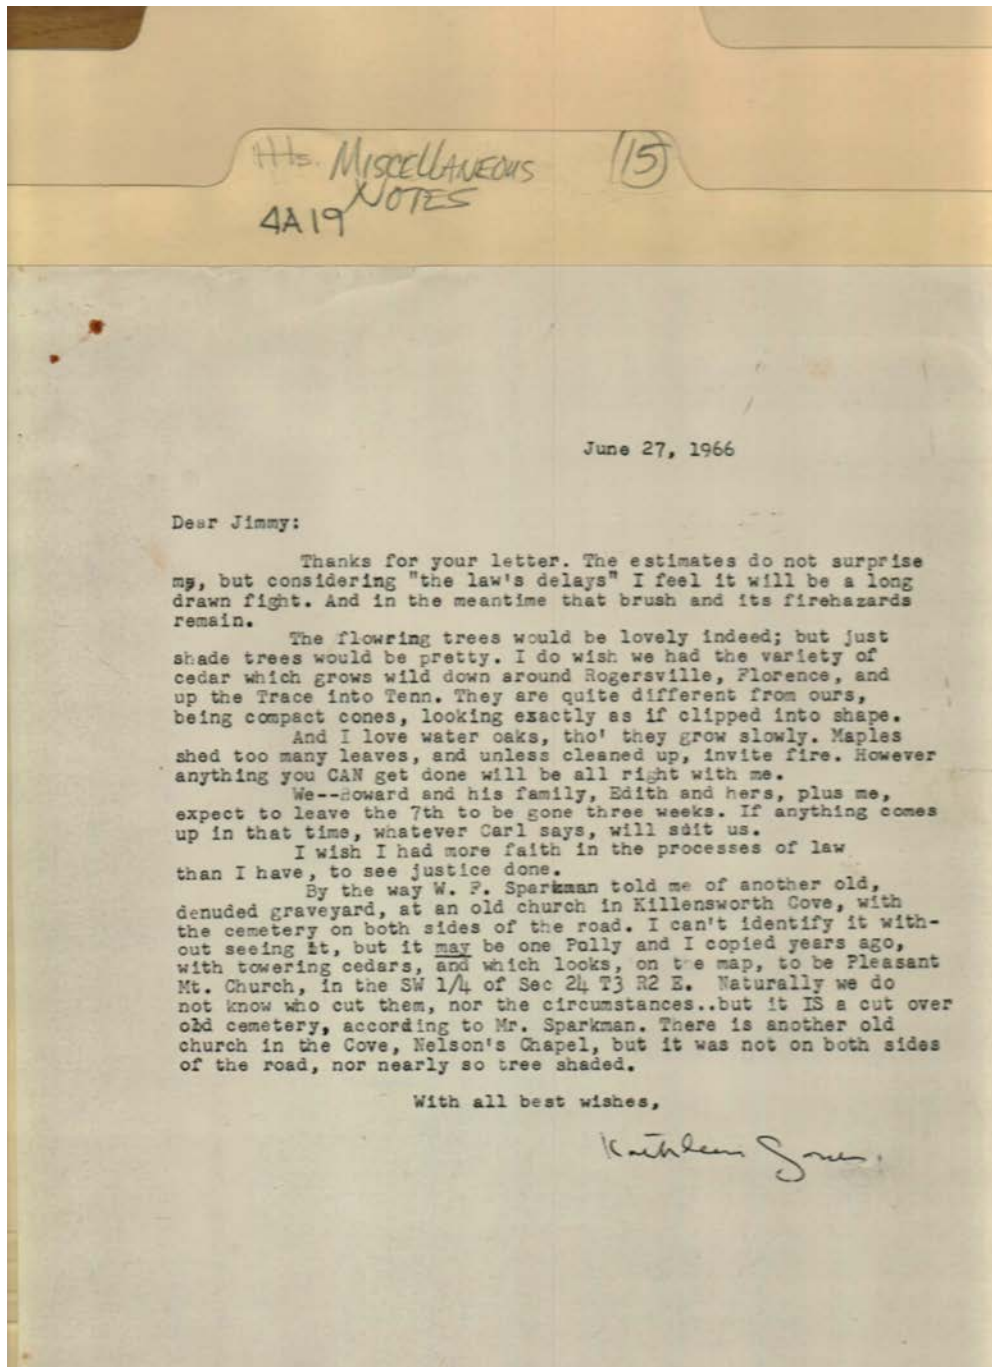 MISCELLANEOUS
NOTES
15
4A19
June 27, 1966
Dear Jimmy:
Thanks for your letter. The estimates do not surprise
my, but considering "the law's delays" I feel it will be a long
drawn fight. And in the meantime that brush and its firehazards
remain.
The flowring trees would be lovely indeed; but just
shade trees would be pretty. I do wish we had the variety of
cedar which grows wild down around Rogersville, Florence, and
up the Trace into Tenn. They are quite different from ours,
being compact cones, looking exactly as if clipped into shape.
And I love water oaks, tho' they grow slowly. Maples
shed too many leaves, and unless cleaned up, invite fire. However
anything you CAN get done will be all right with me.
We--Howard and his family, Edith and hers, plus me,
expect to leave the 7th to be gone three weeks. If anything comes
up in that time, whatever Carl says, will suit us.
I wish I had more faith in the processes of law
than I have, to see justice done.
By the way W. F. Sparkman told me of another old,
denuded graveyard, at an old church in Killensworth Cove, with
the cemetery on both sides of the road. I can't identify it with-
out seeing it, but it may be one Polly and I copied years ago,
with towering cedars, and which looks, on t e map, to be Pleasant
Mt. Church, in the SW 1/4 of Sec 24 T3 R2 E. Naturally we do
not know who cut them, nor the circumstances..but it IS a cut over
old cemetery, according to Mr. Sparkman. There is another old
church in the Cove, Nelson's Chapel, but it was not on both sides
of the road, nor nearly so tree shaded.
With all best wishes,
Kathleen Jones.